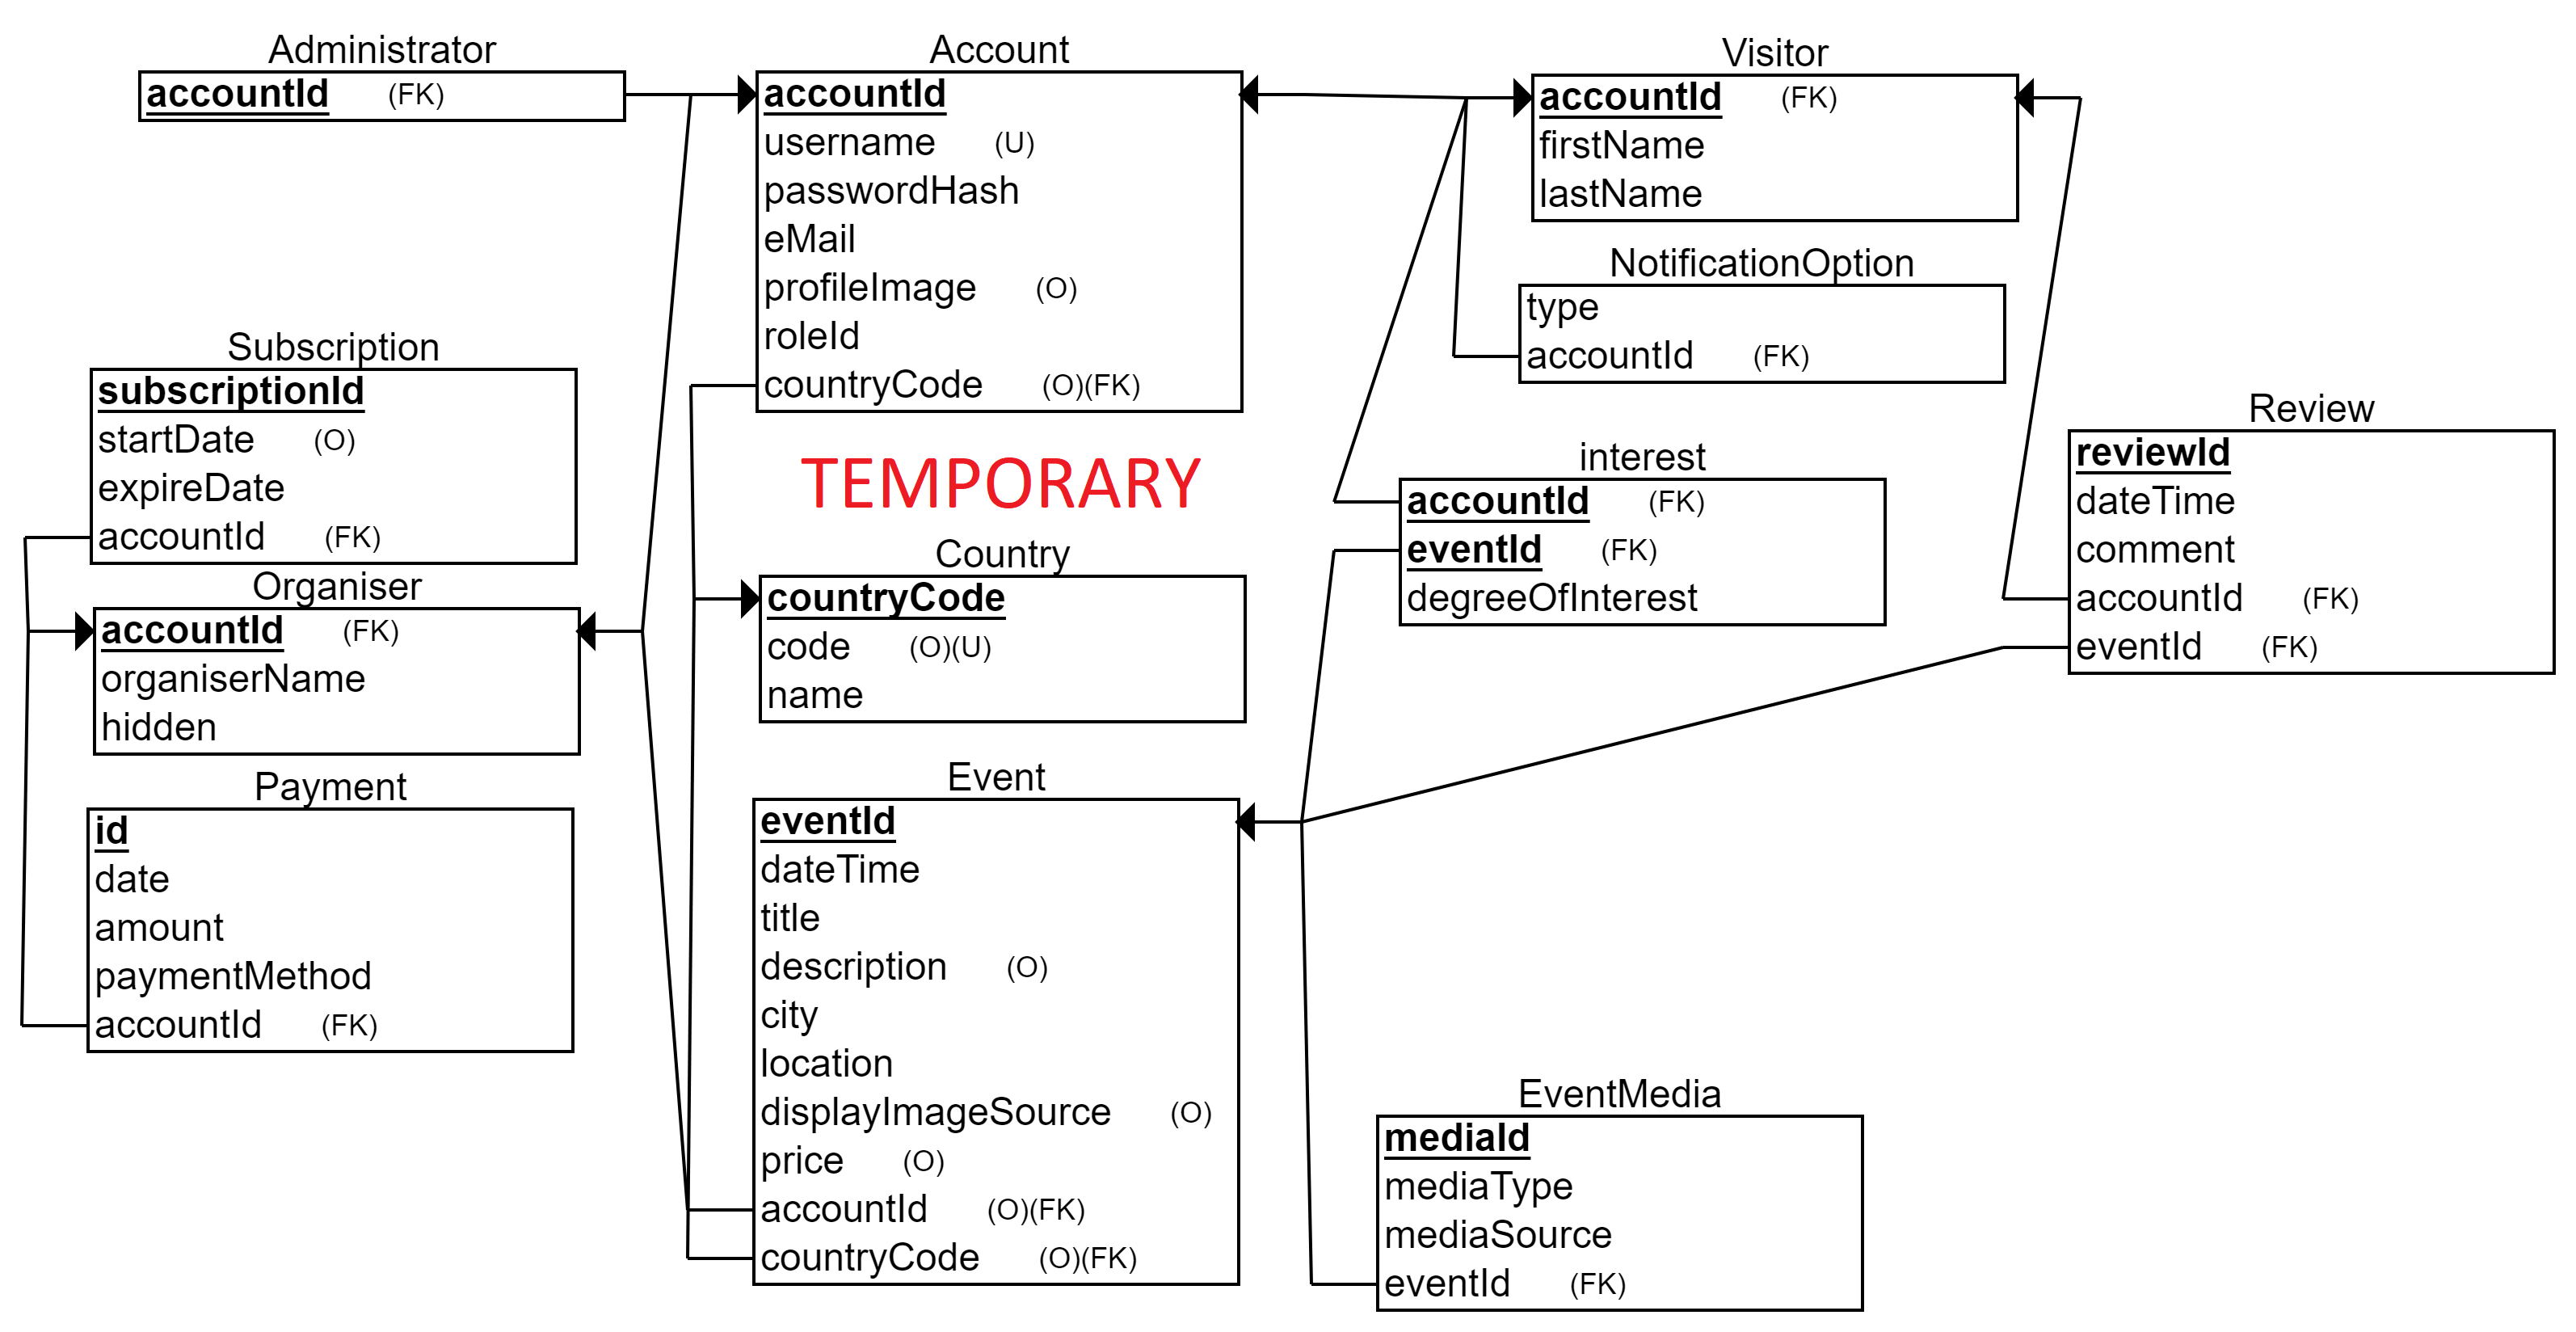 Administrator
accountId (FK)
Account
accountId
username (U)
passwordHash
eMail
profileImage (O)
roleId
countryCode (O)(FK)
Visitor
accountId (FK)
firstName
lastName
NotificationOption
type
accountId (FK)
Subscription
subscriptionId
startDate (O)
expireDate
accountId (FK)
TEMPORARY
interest
accountId (FK)
eventId (FK)
degreeOfInterest
Review
reviewId
dateTime
comment
accountId (FK)
eventId (FK)
Organiser
accountId (FK)
organiserName
hidden
Country
countryCode
code (O)(U)
name
Payment
id
date
amount
paymentMethod
accountId (FK)
Event
eventId
dateTime
title
description (O)
city
location
displayImageSource (O)
price (O)
accountId (O)(FK)
countryCode (O)(FK)
EventMedia
mediaId
mediaType
mediaSource
eventId (FK)